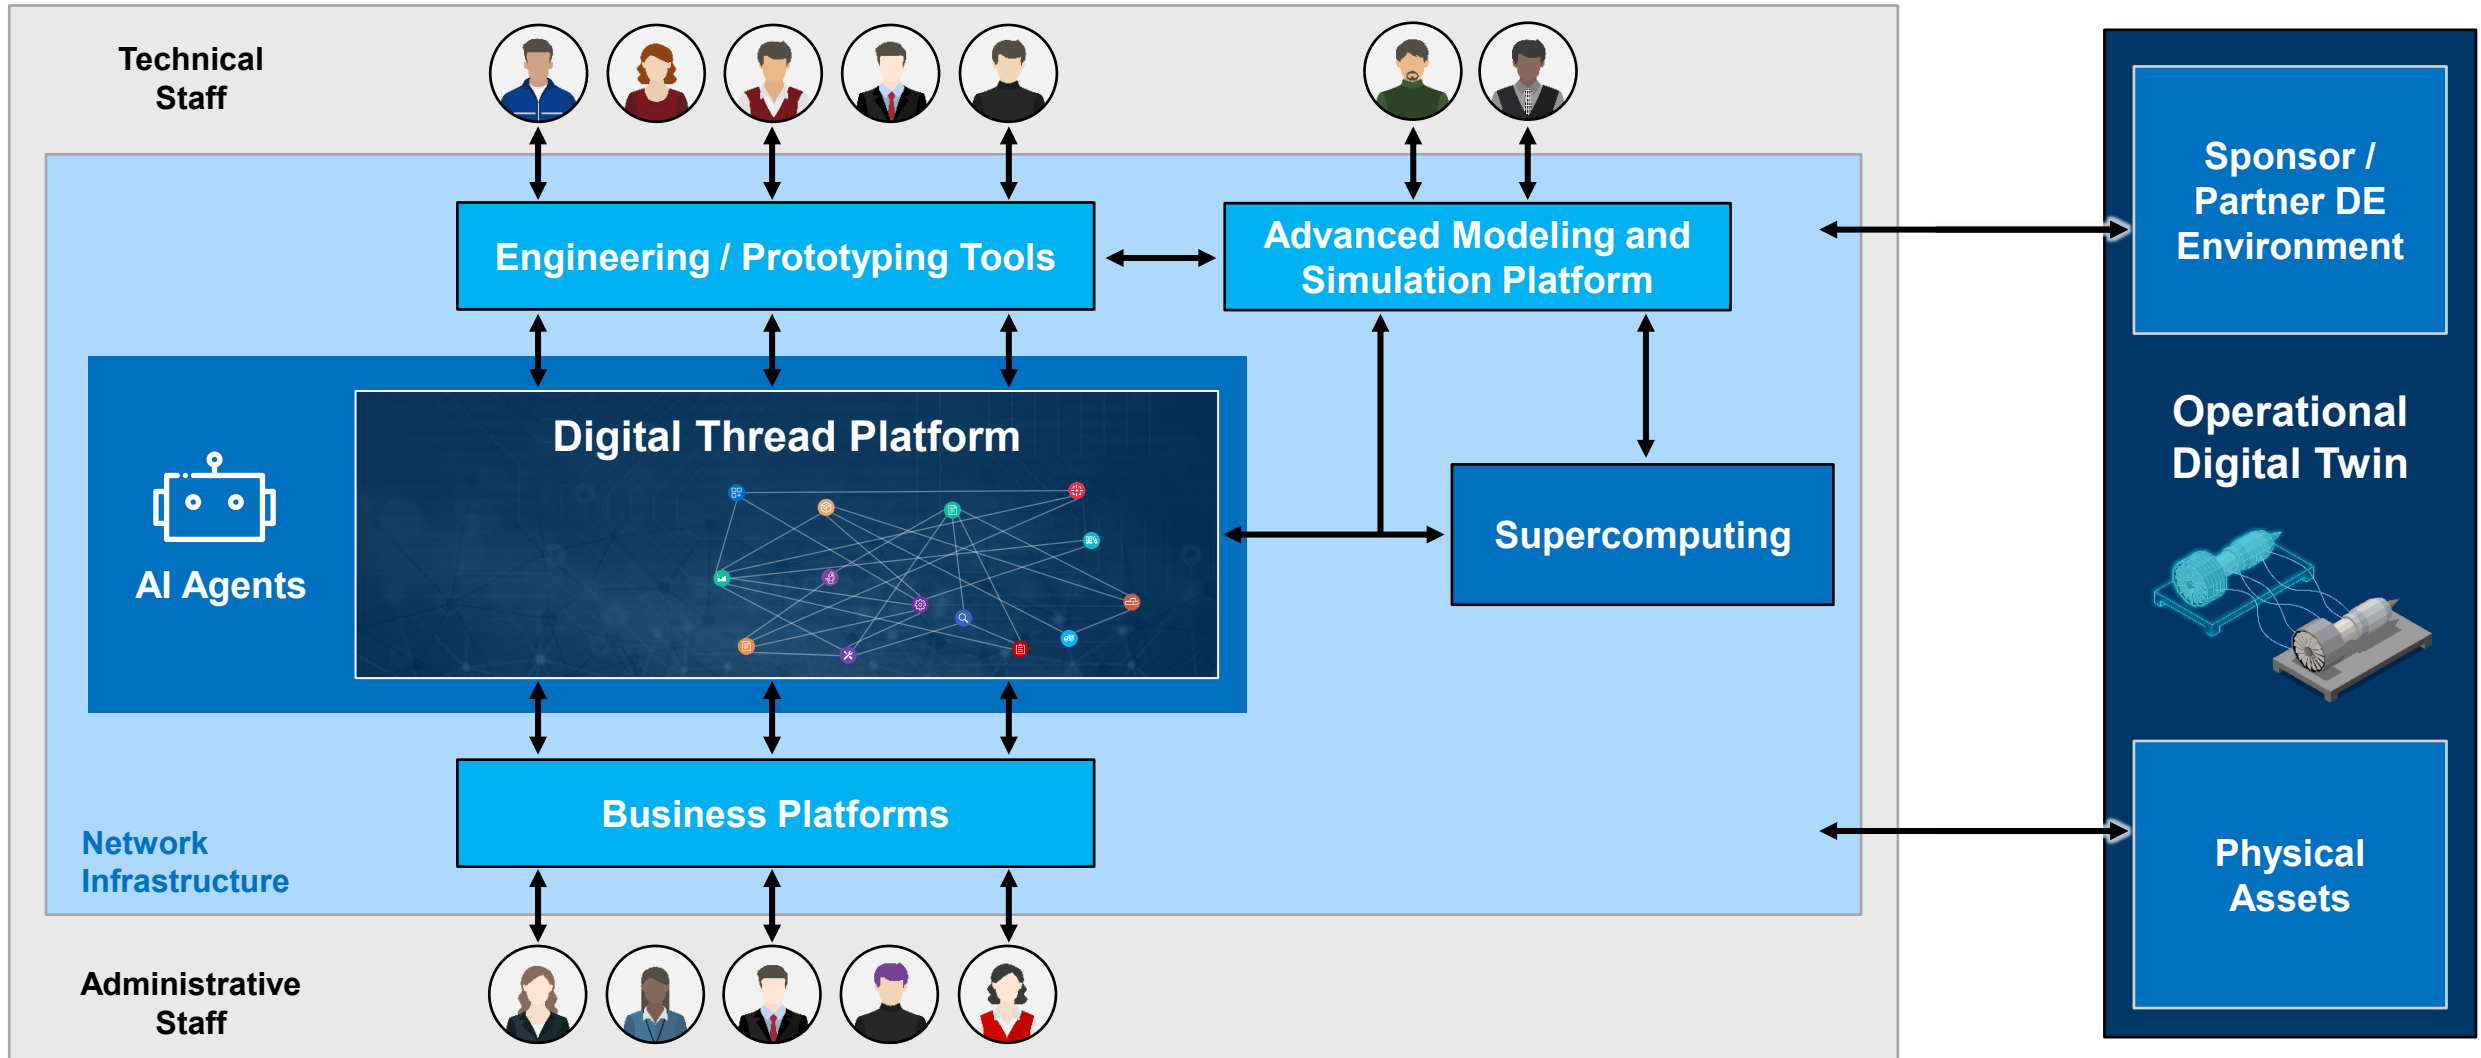 Technical
Staff
Engineering / Prototyping Tools
Advanced Modeling and
Simulation Platform
Sponsor /
Partner DE
Environment
Digital Thread Platform
AI Agents
Supercomputing
Operational
Digital Twin
Business Platforms
Network
Infrastructure
Physical
Assets
Administrative
Staff